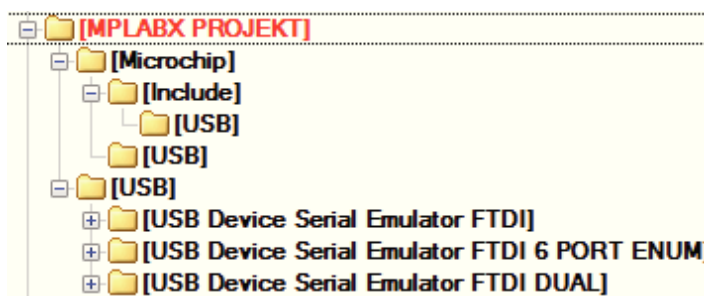 [MPLABX PROJEKT]
[Microchip]
[Include]
[USB]
[USB]
[USB]
[USB Device Serial Emulator FTDI]
[USB Device Serial Emulator FTDI 6 PORT ENUM]
[USB Device Serial Emulator FTDI DUAL]